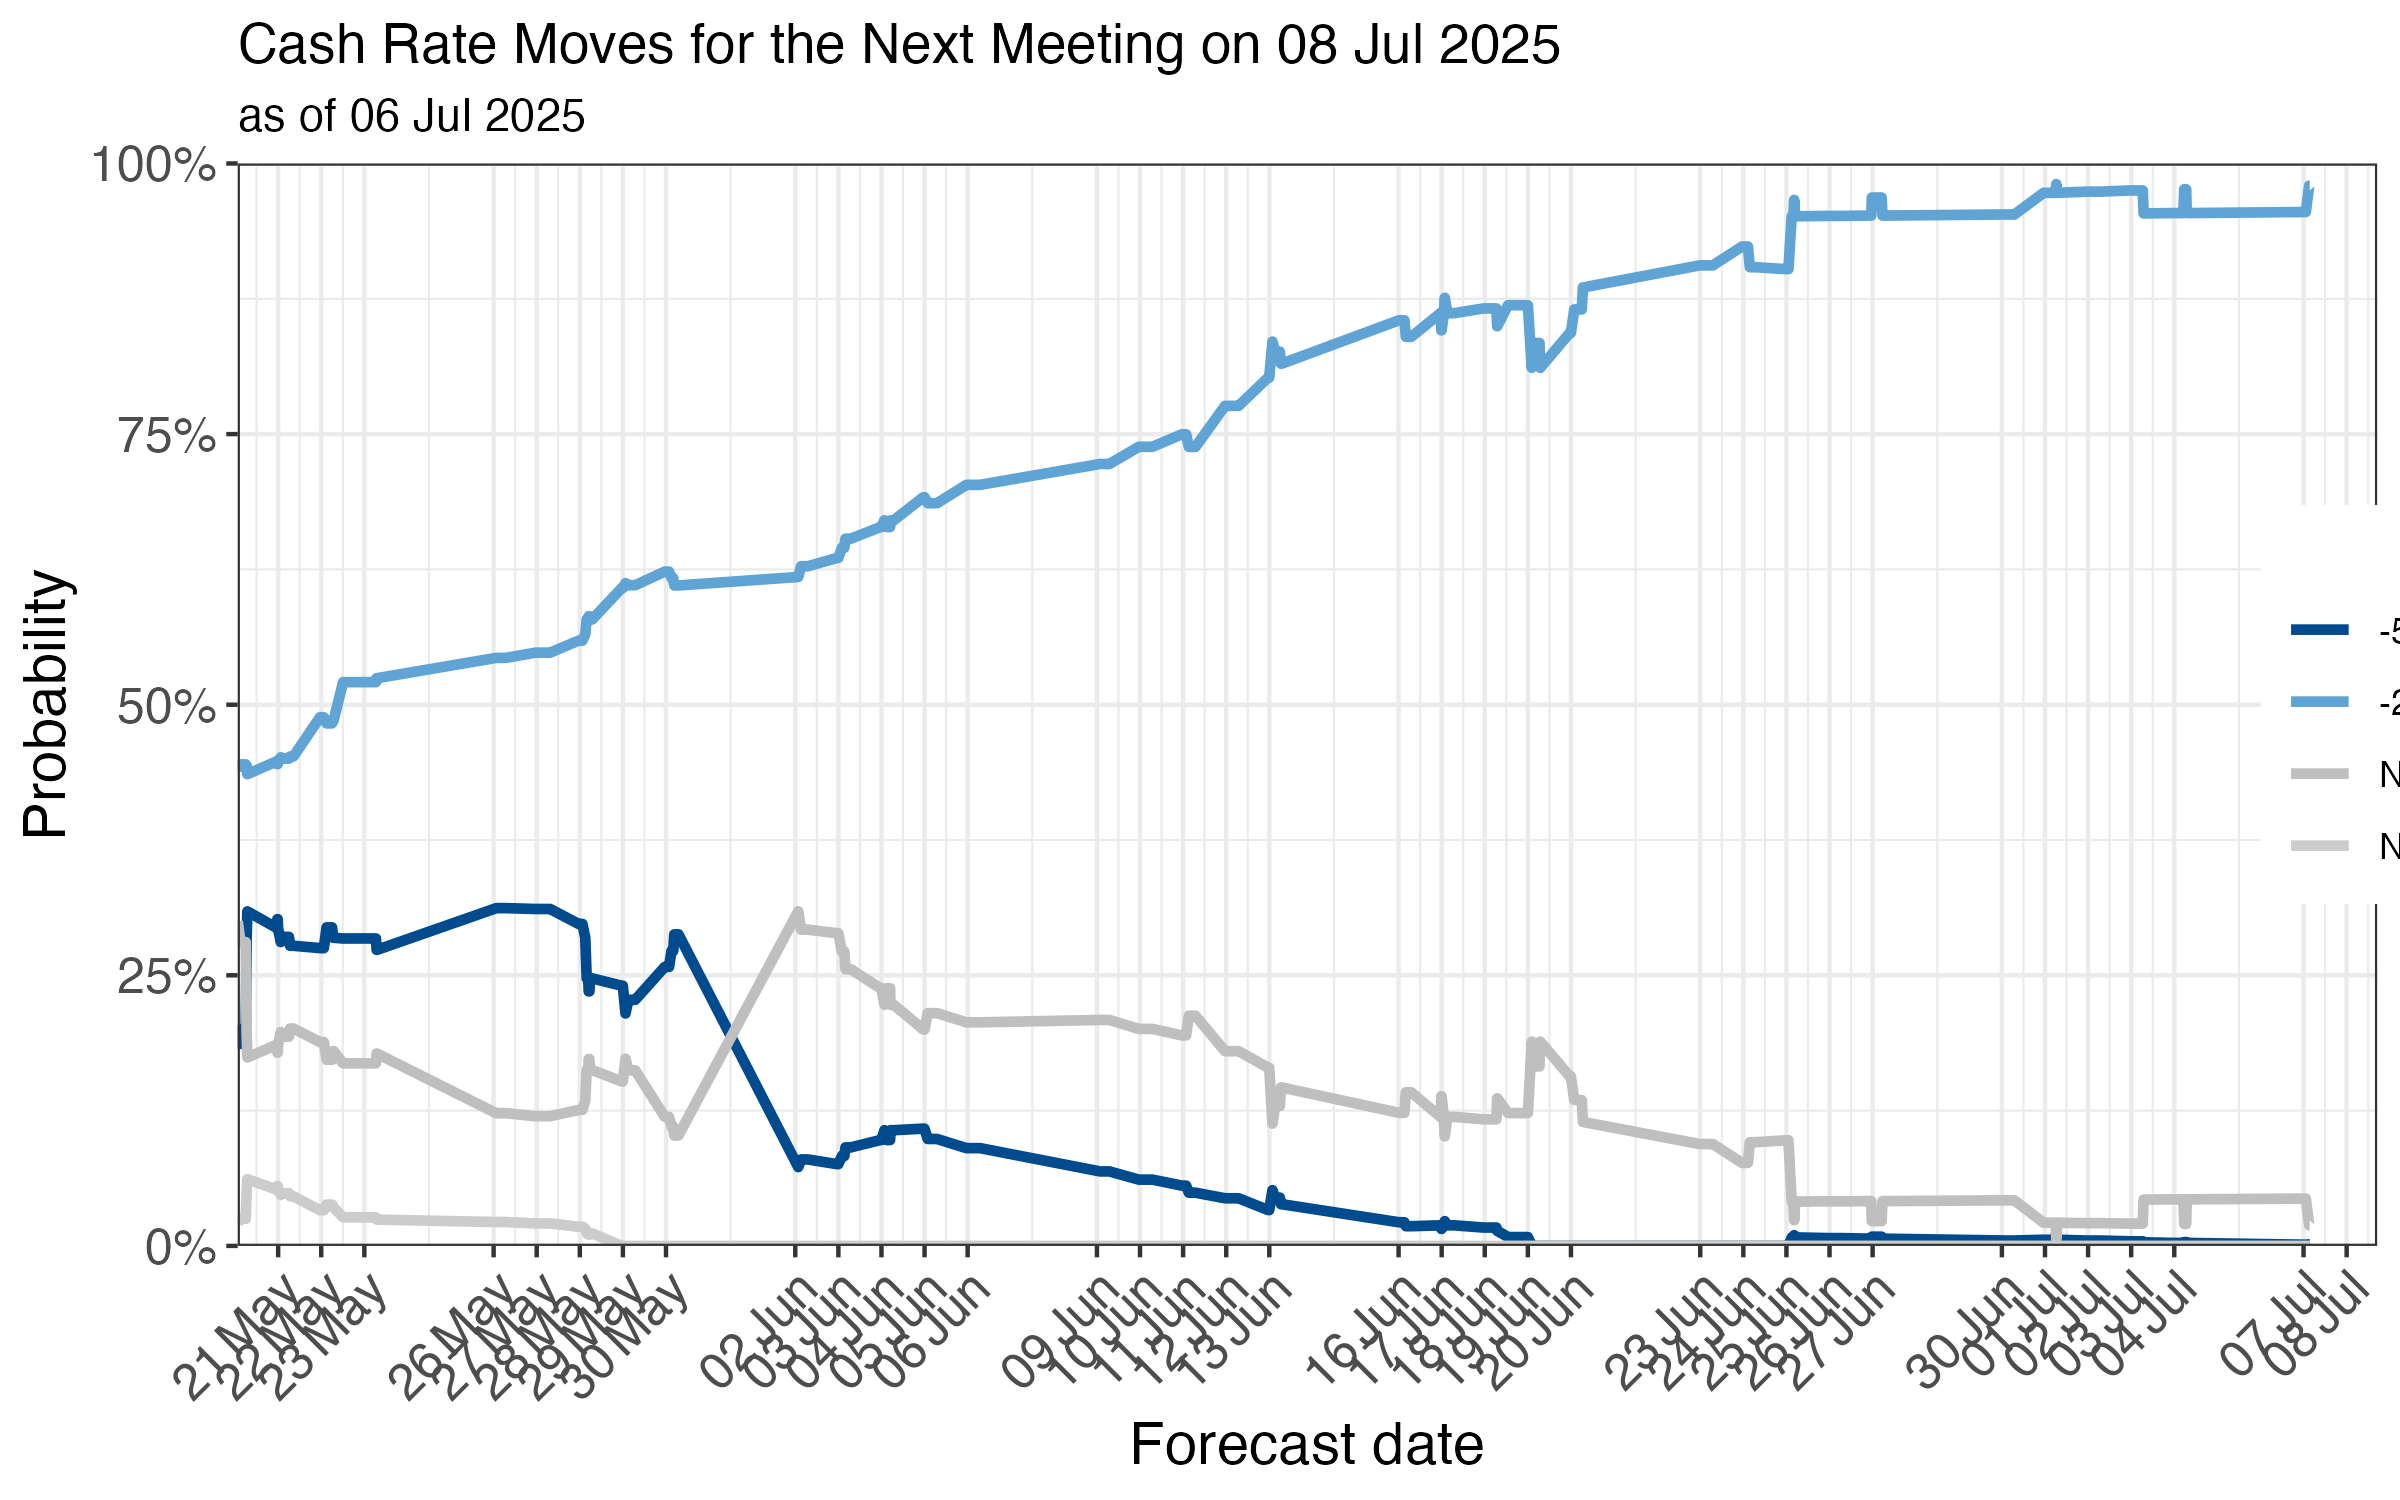 Cash Rate Moves for the Next Meeting on 08 Jul 2025
as of 06 Jul 2025
100%
75%
50%
25%
0%
Probability
-5
-2
N
N
21 May
22 May
23 May
26 May
27 May
28 May
29 May
30 May
02 Jun
03 Jun
04 Jun
05 Jun
06 Jun
09 Jun
10 Jun
11 Jun
12 Jun
13 Jun
16 Jun
17 Jun
18 Jun
19 Jun
20 Jun
23 Jun
24 Jun
25 Jun
26 Jun
27 Jun
30 Jun
01 Jul
02 Jul
03 Jul
04 Jul
07 Jul
08 Jul
Forecast date